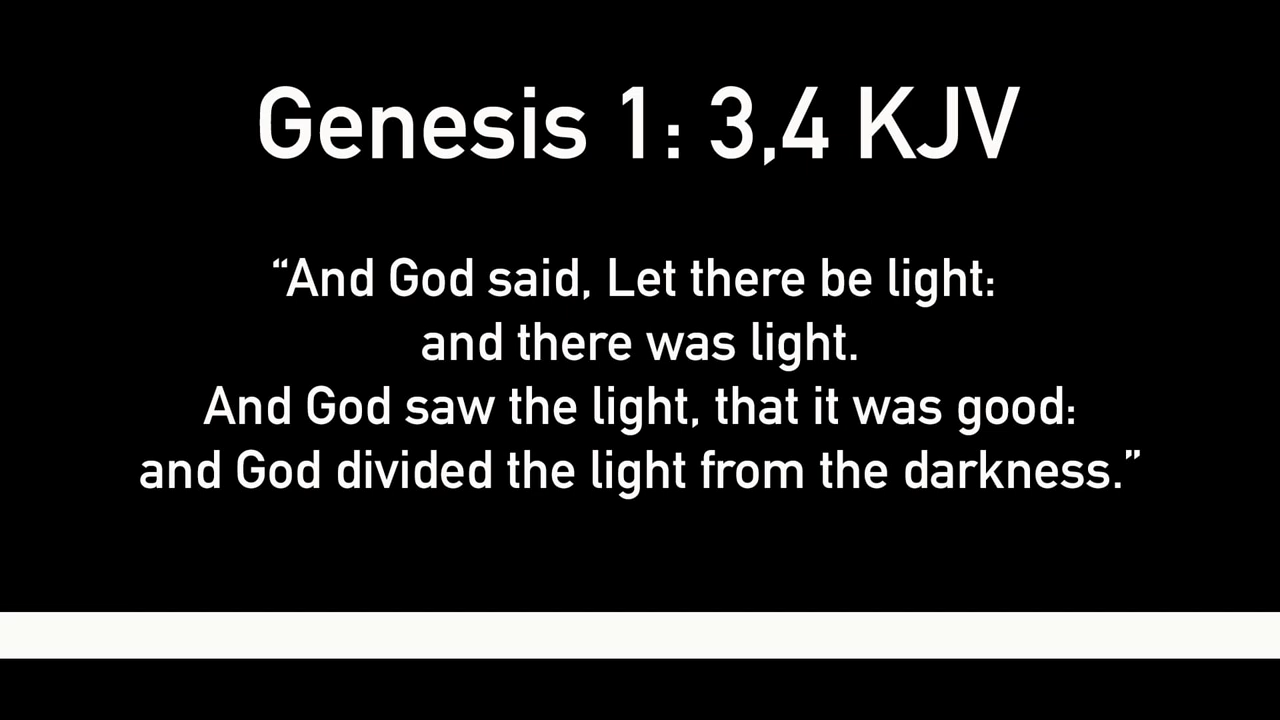 Genesis 1: 3,4 KJV
“And God said, Let there be light:
and there was light.
And God saw the light, that it was good:
and God divided the light from the darkness.”